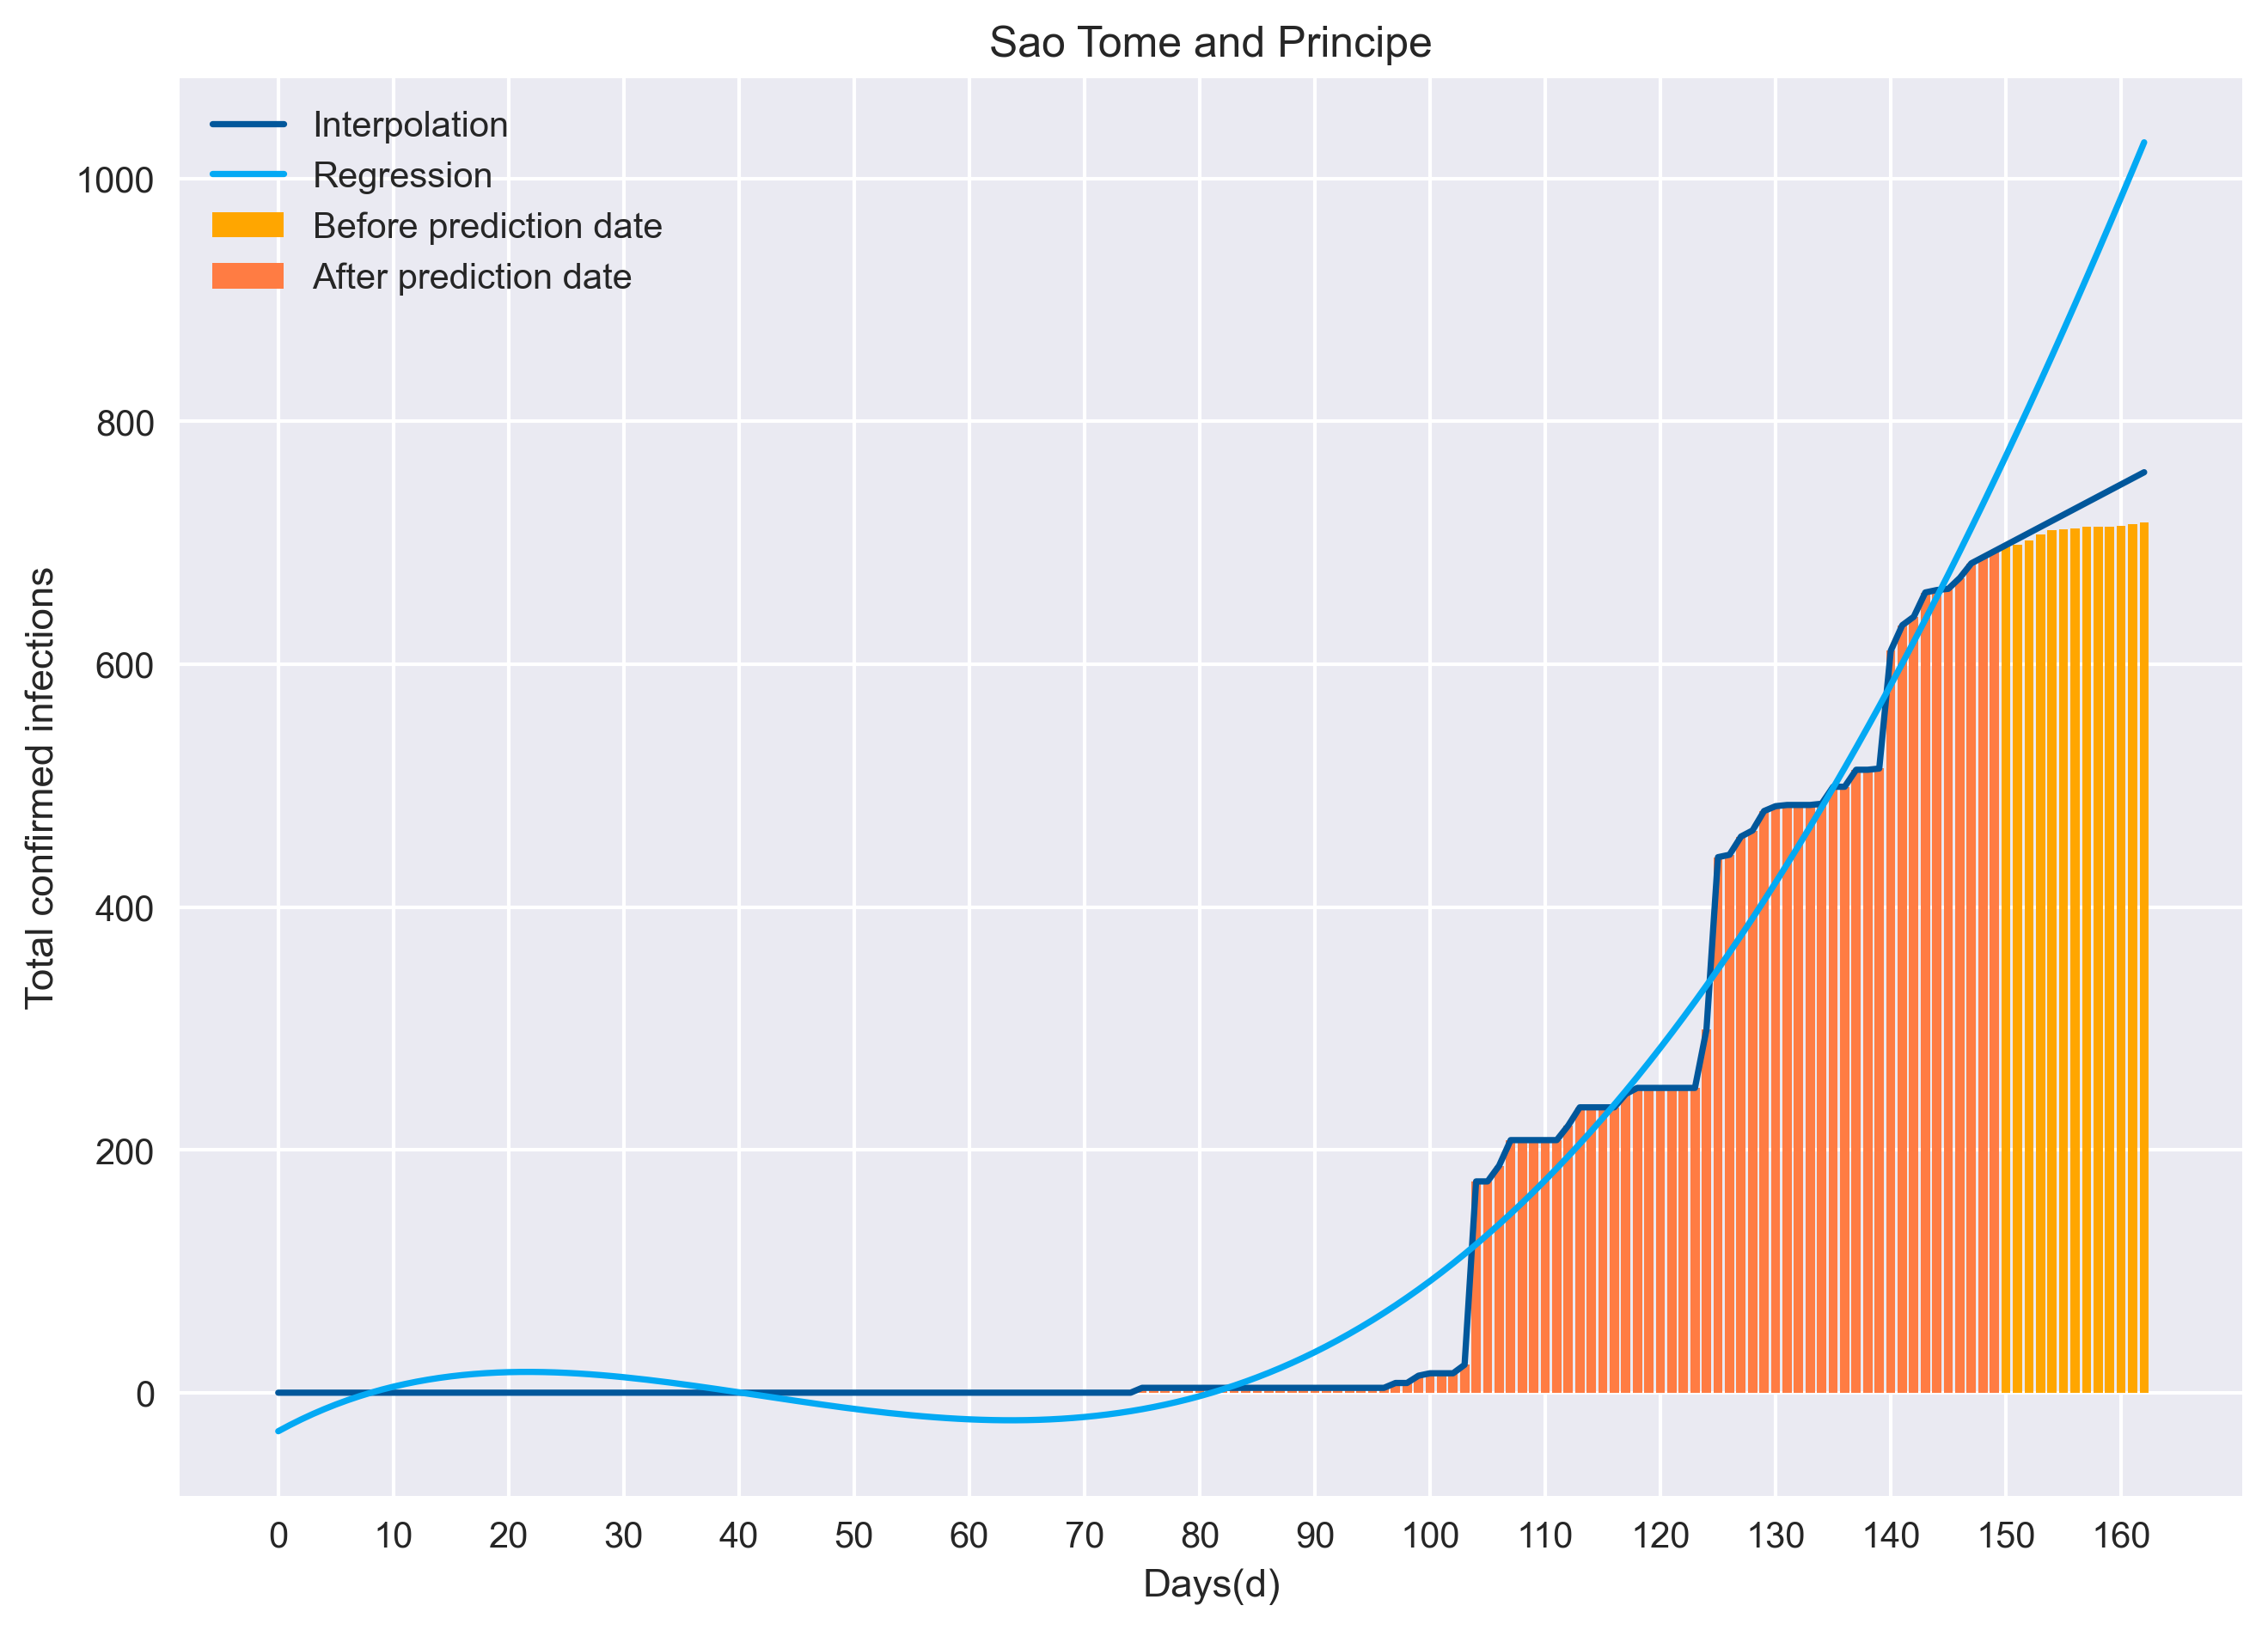 Sao Tome and Principe
Interpolation
Regression
Before prediction date
After prediction date
Total confirmed infections
1000
800
600
400
200
0
0 10 20 30 40 50 60 70 80 90 100 110 120 130 140 150 160
Days(d)